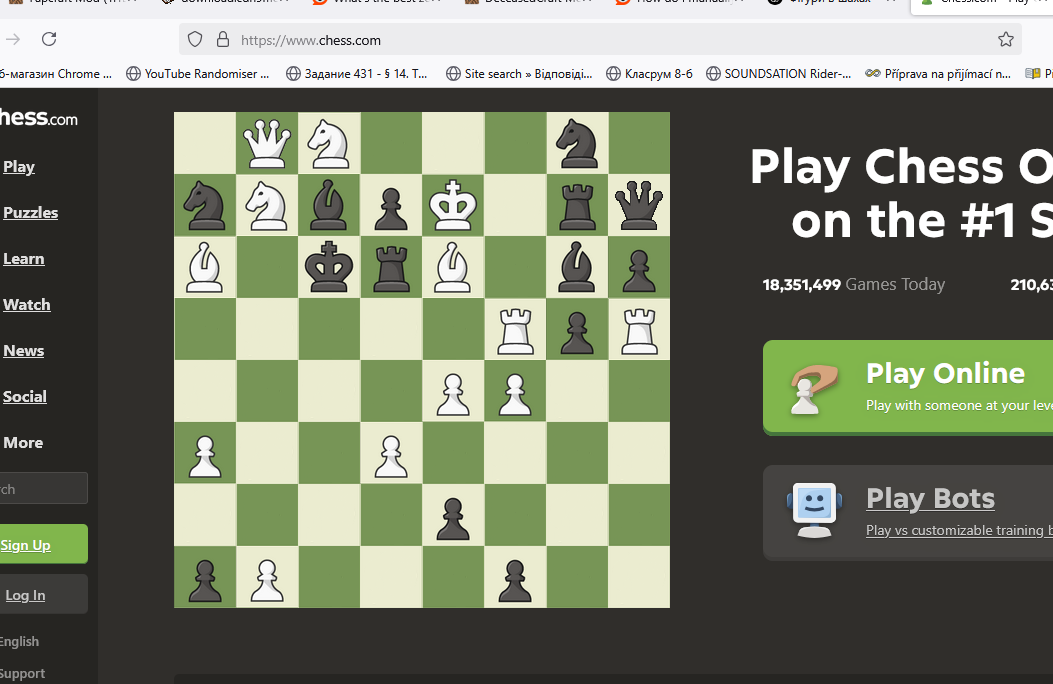 https://www.chess.com
б-магазин Chrome ...
YouTube Randomiser ...
Задание 431 - § 14. Т...
Site search » Відповіді...
Класрум 8-б
SOUNDSATION Rider-...
Příprava na přijímací n...
hess.com
Play
Puzzles
Learn
Watch
News
Social
More
rch
Sign Up
Log In
English
Support
Play Chess O
on the #1 S
18,351,499 Games Today
210,63
Play Online
Play with someone at your leve
Play Bots
Play vs customizable training b